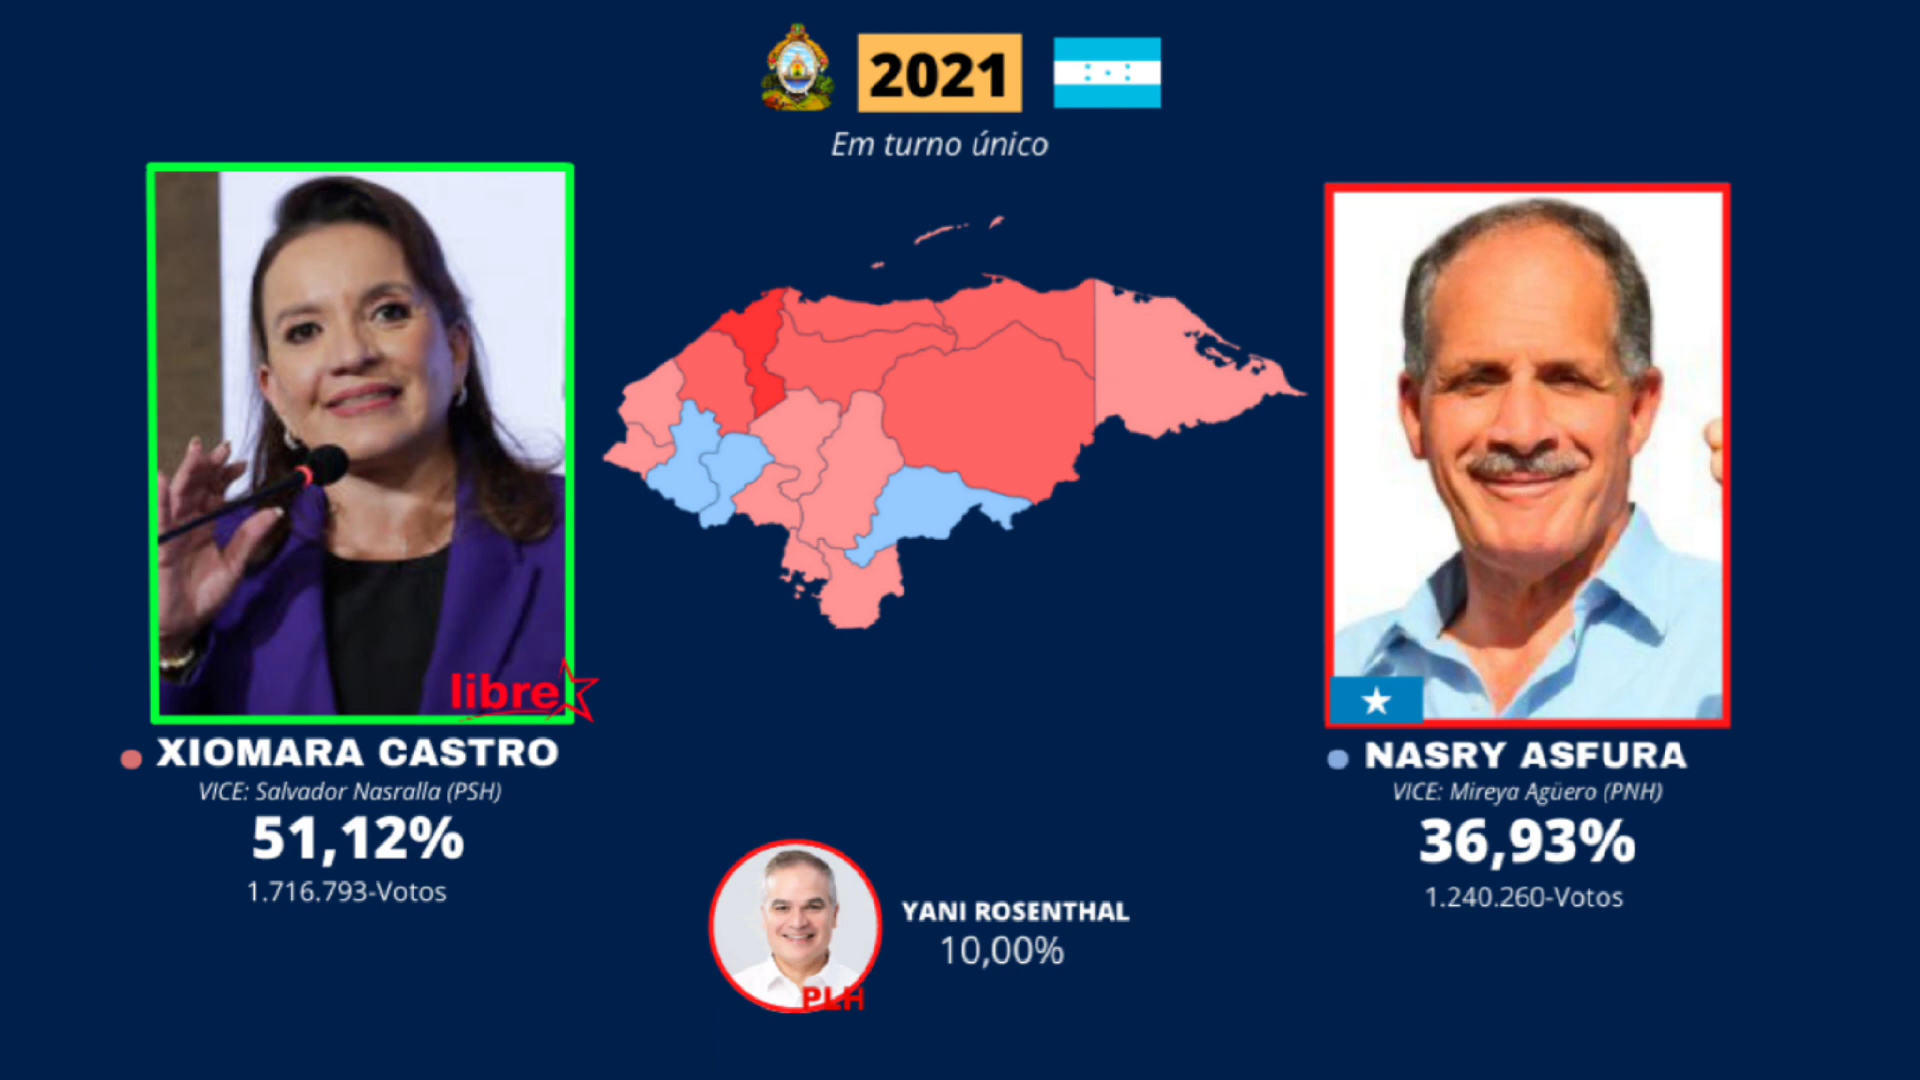 2021
Em turno único
libre
XIOMARA CASTRO
VICE: Salvador Nasralla (PSH)
51,12%
1.716.793-Votos
NASRY ASFURA
VICE: Mireya Agüero (PNH)
36,93%
1.240.260-Votos
YANI ROSENTHAL
10,00%
PLH